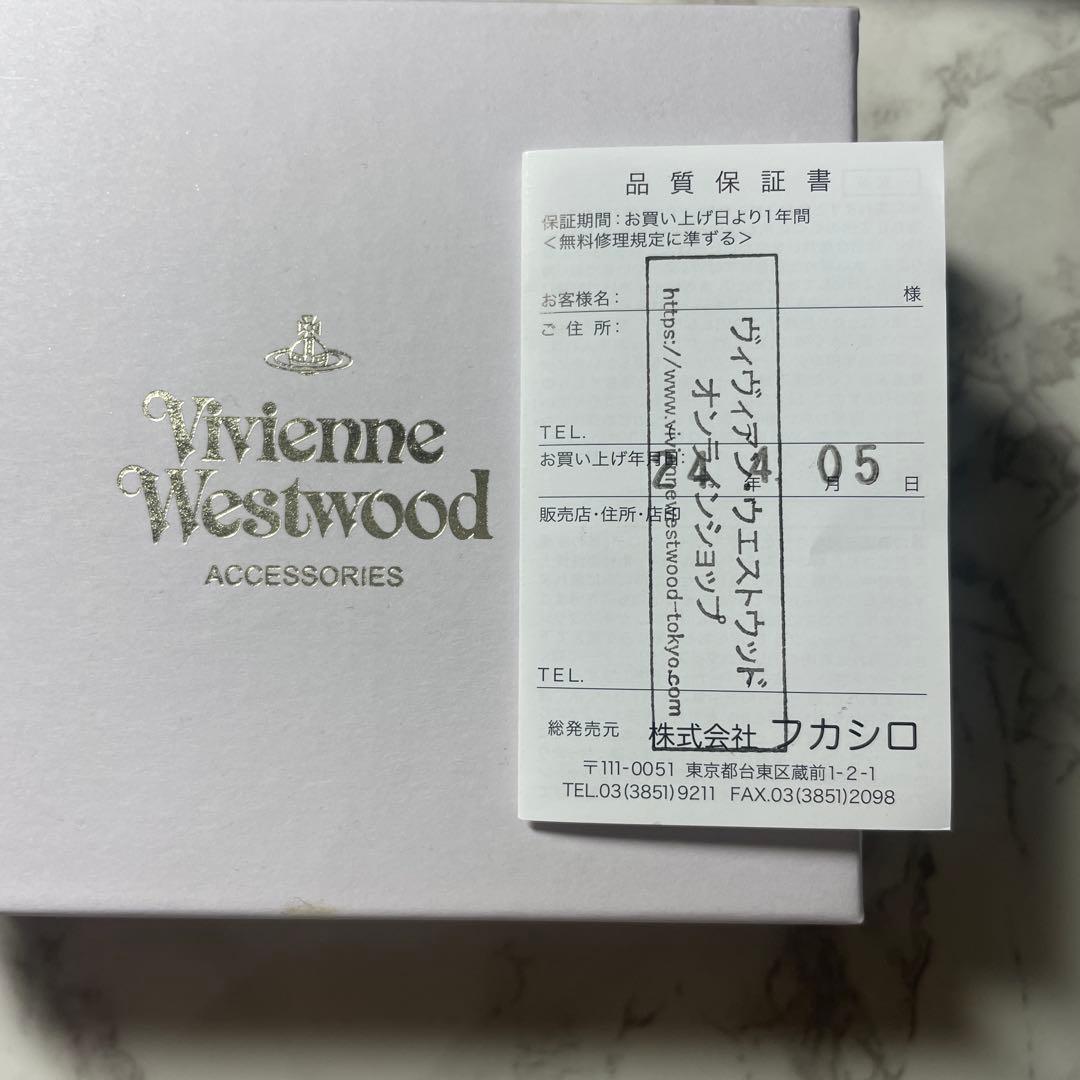 Vivienne
Westwood
ACCESSORIES
品質保証書
保証期間：お買い上げ日より1年間
＜無料修理規定に準ずる＞
お客様名： 様
ご住所：
TEL.
お買い上げ年月日： 24 年 4 月 05 日
販売店・住所・店印
TEL.
ヴィヴィアン・ウエストウッド
オンラインショップ
https://www.viviennewestwood-tokyo.com
総発売元 株式会社 フカシロ
〒111-0051 東京都台東区蔵前1-2-1
TEL.03(3851)9211 FAX.03(3851)2098